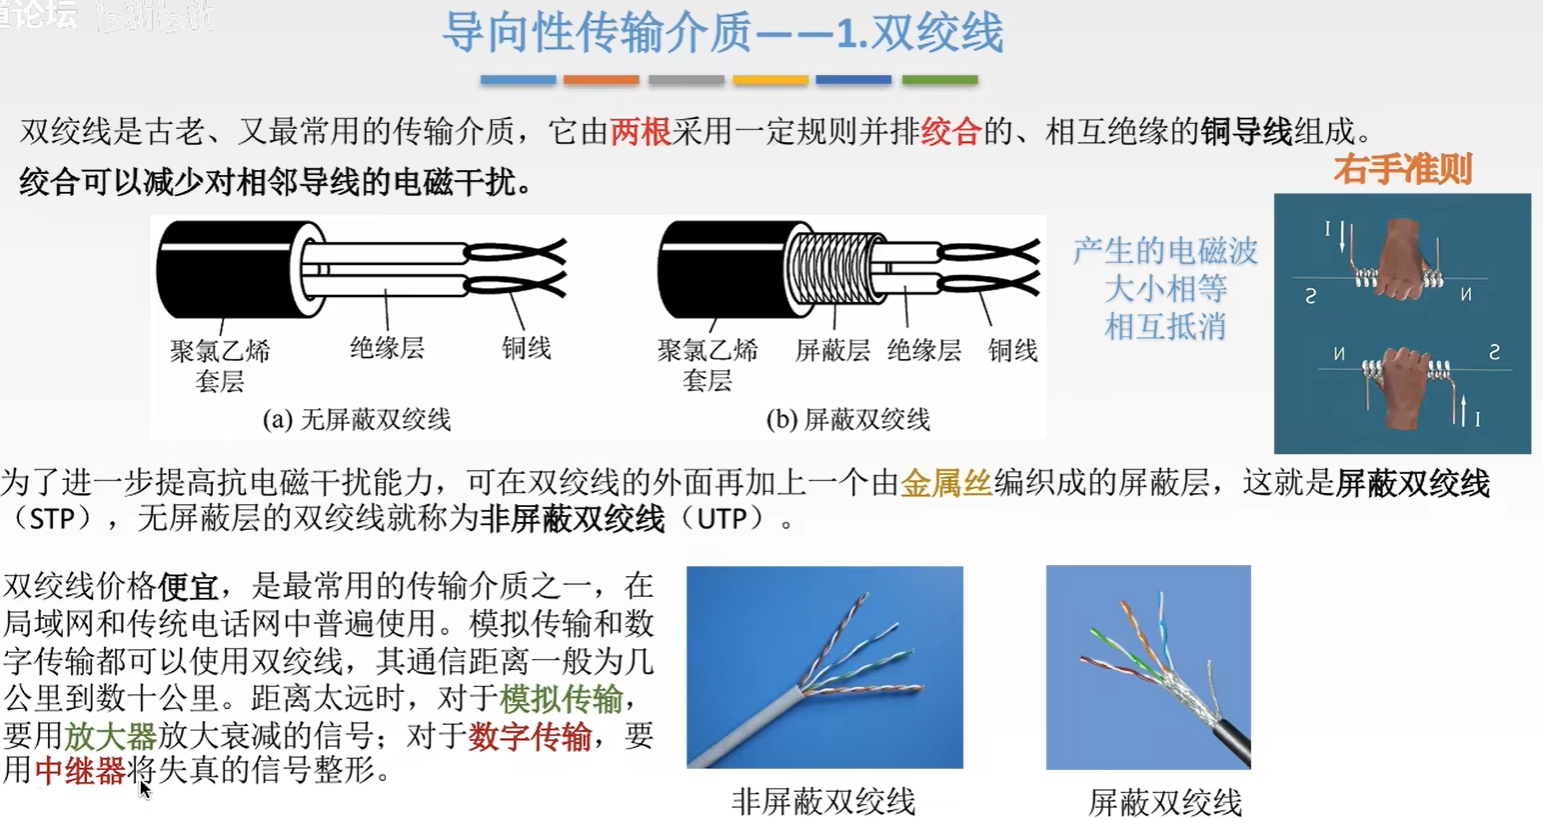 道论坛 bilibili
导向性传输介质——1.双绞线
双绞线是古老、又最常用的传输介质，它由两根采用一定规则并排绞合的、相互绝缘的铜导线组成。
绞合可以减少对相邻导线的电磁干扰。
右手准则
产生的电磁波
大小相等
相互抵消
I
S N
N S
I
聚氯乙烯
套层
绝缘层
铜线
(a) 无屏蔽双绞线
聚氯乙烯
套层
屏蔽层
绝缘层
铜线
(b) 屏蔽双绞线
为了进一步提高抗电磁干扰能力，可在双绞线的外面再加上一个由金属丝编织成的屏蔽层，这就是屏蔽双绞线
（STP），无屏蔽层的双绞线就称为非屏蔽双绞线（UTP）。
双绞线价格便宜，是最常用的传输介质之一，在
局域网和传统电话网中普遍使用。模拟传输和数
字传输都可以使用双绞线，其通信距离一般为几
公里到数十公里。距离太远时，对于模拟传输，
要用放大器放大衰减的信号；对于数字传输，要
用中继器将失真的信号整形。
非屏蔽双绞线
屏蔽双绞线